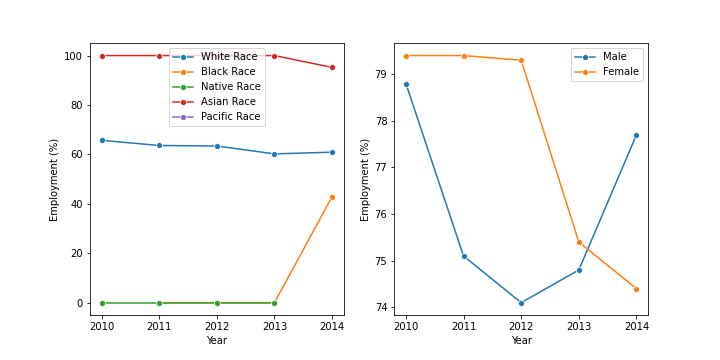 100
80
60
40
20
0
Employment (%)
2010 2011 2012 2013 2014
Year
White Race
Black Race
Native Race
Asian Race
Pacific Race
79
78
77
76
75
74
Employment (%)
2010 2011 2012 2013 2014
Year
Male
Female